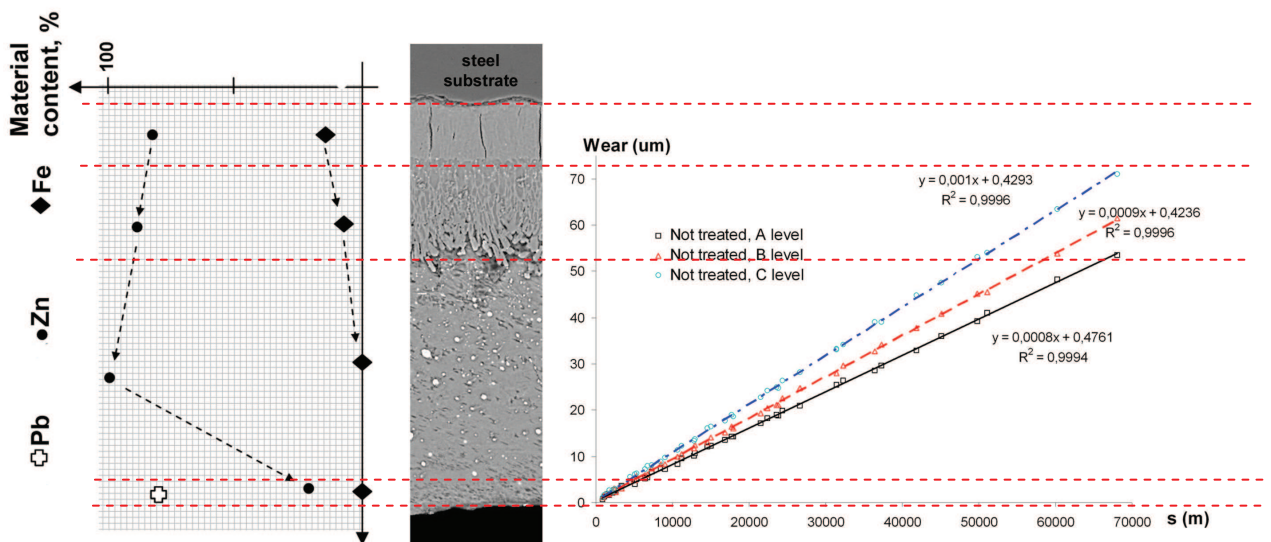 Material
content, %
100
Fe
Zn
Pb
steel
substrate
Wear (um)
70
60
50
40
30
20
10
0
Not treated, A level
Not treated, B level
Not treated, C level
y = 0,001x + 0,4293
R² = 0,9996
y = 0,0009x + 0,4236
R² = 0,9996
y = 0,0008x + 0,4761
R² = 0,9994
0 10000 20000 30000 40000 50000 60000 70000
s (m)